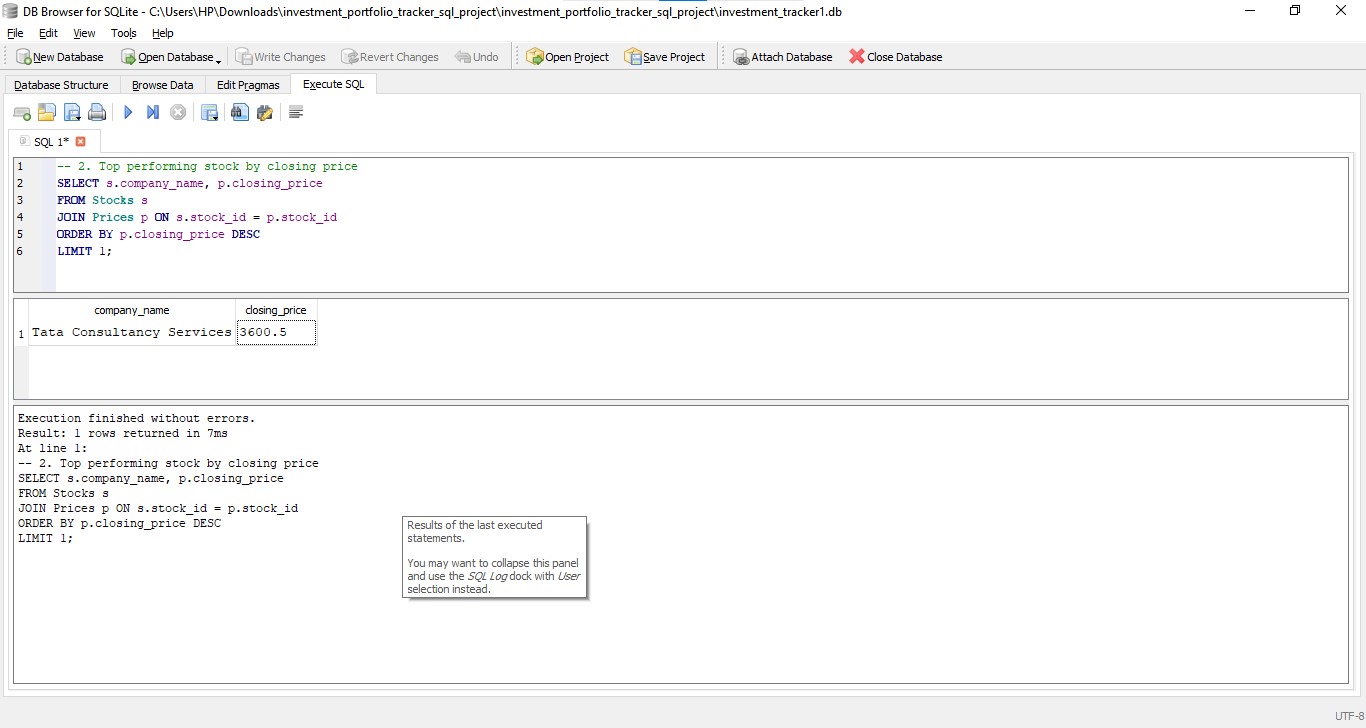 DB Browser for SQLite - C:\Users\HP\Downloads\investment_portfolio_tracker_sql_project\investment_portfolio_tracker_sql_project\investment_tracker1.db
File Edit View Tools Help
New Database Open Database Write Changes Revert Changes Undo Open Project Save Project Attach Database Close Database
Database Structure Browse Data Edit Pragmas Execute SQL
SQL 1*
1 -- 2. Top performing stock by closing price
2 SELECT s.company_name, p.closing_price
3 FROM Stocks s
4 JOIN Prices p ON s.stock_id = p.stock_id
5 ORDER BY p.closing_price DESC
6 LIMIT 1;
company_name closing_price
1 Tata Consultancy Services 3600.5
Execution finished without errors.
Result: 1 rows returned in 7ms
At line 1:
-- 2. Top performing stock by closing price
SELECT s.company_name, p.closing_price
FROM Stocks s
JOIN Prices p ON s.stock_id = p.stock_id
ORDER BY p.closing_price DESC
LIMIT 1;
Results of the last executed
statements.
You may want to collapse this panel
and use the SQL Log dock with User
selection instead.
UTF-8